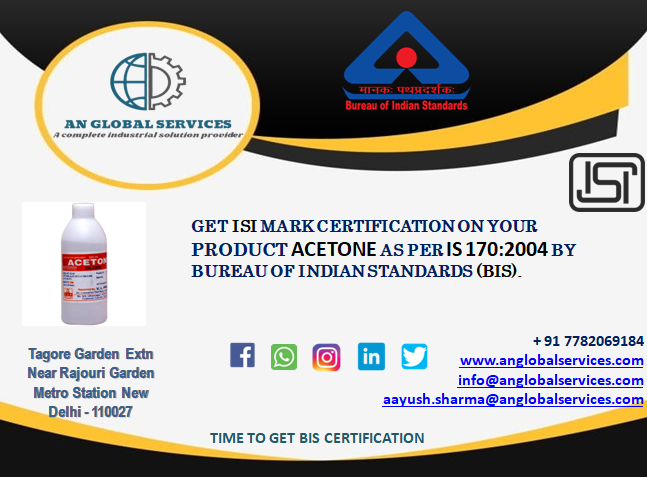 AN GLOBAL SERVICES
A complete industrial solution provider
मानकः पथप्रदर्शकः
Bureau of Indian Standards
ISI
GET ISI MARK CERTIFICATION ON YOUR
PRODUCT ACETONE AS PER IS 170:2004 BY
BUREAU OF INDIAN STANDARDS (BIS).
ACETON
Tagore Garden Extn
Near Rajouri Garden
Metro Station New
Delhi - 110027
+ 91 7782069184
www.anglobalservices.com
info@anglobalservices.com
aayush.sharma@anglobalservices.com
TIME TO GET BIS CERTIFICATION